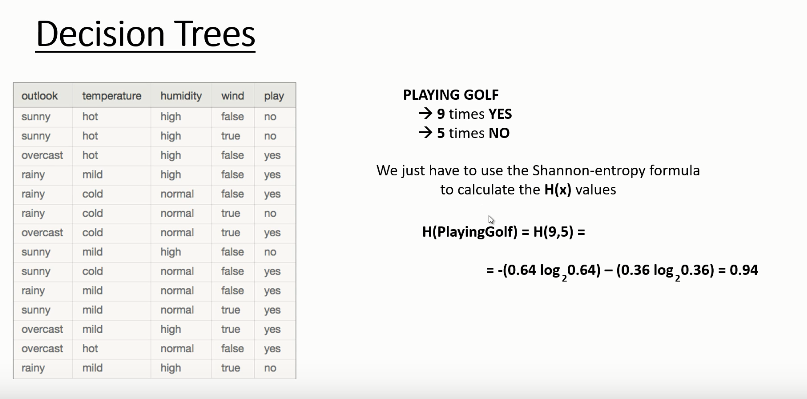 Decision Trees
outlook temperature humidity wind play
sunny hot high false no
sunny hot high true no
overcast hot high false yes
rainy mild high false yes
rainy cold normal false yes
rainy cold normal true no
overcast cold normal true yes
sunny mild high false no
sunny cold normal false yes
rainy mild normal false yes
sunny mild normal true yes
overcast mild high true yes
overcast hot normal false yes
rainy mild high true no
PLAYING GOLF
→ 9 times YES
→ 5 times NO
We just have to use the Shannon-entropy formula
to calculate the H(x) values
H(PlayingGolf) = H(9,5) =
= -(0.64 log₂0.64) – (0.36 log₂0.36) = 0.94